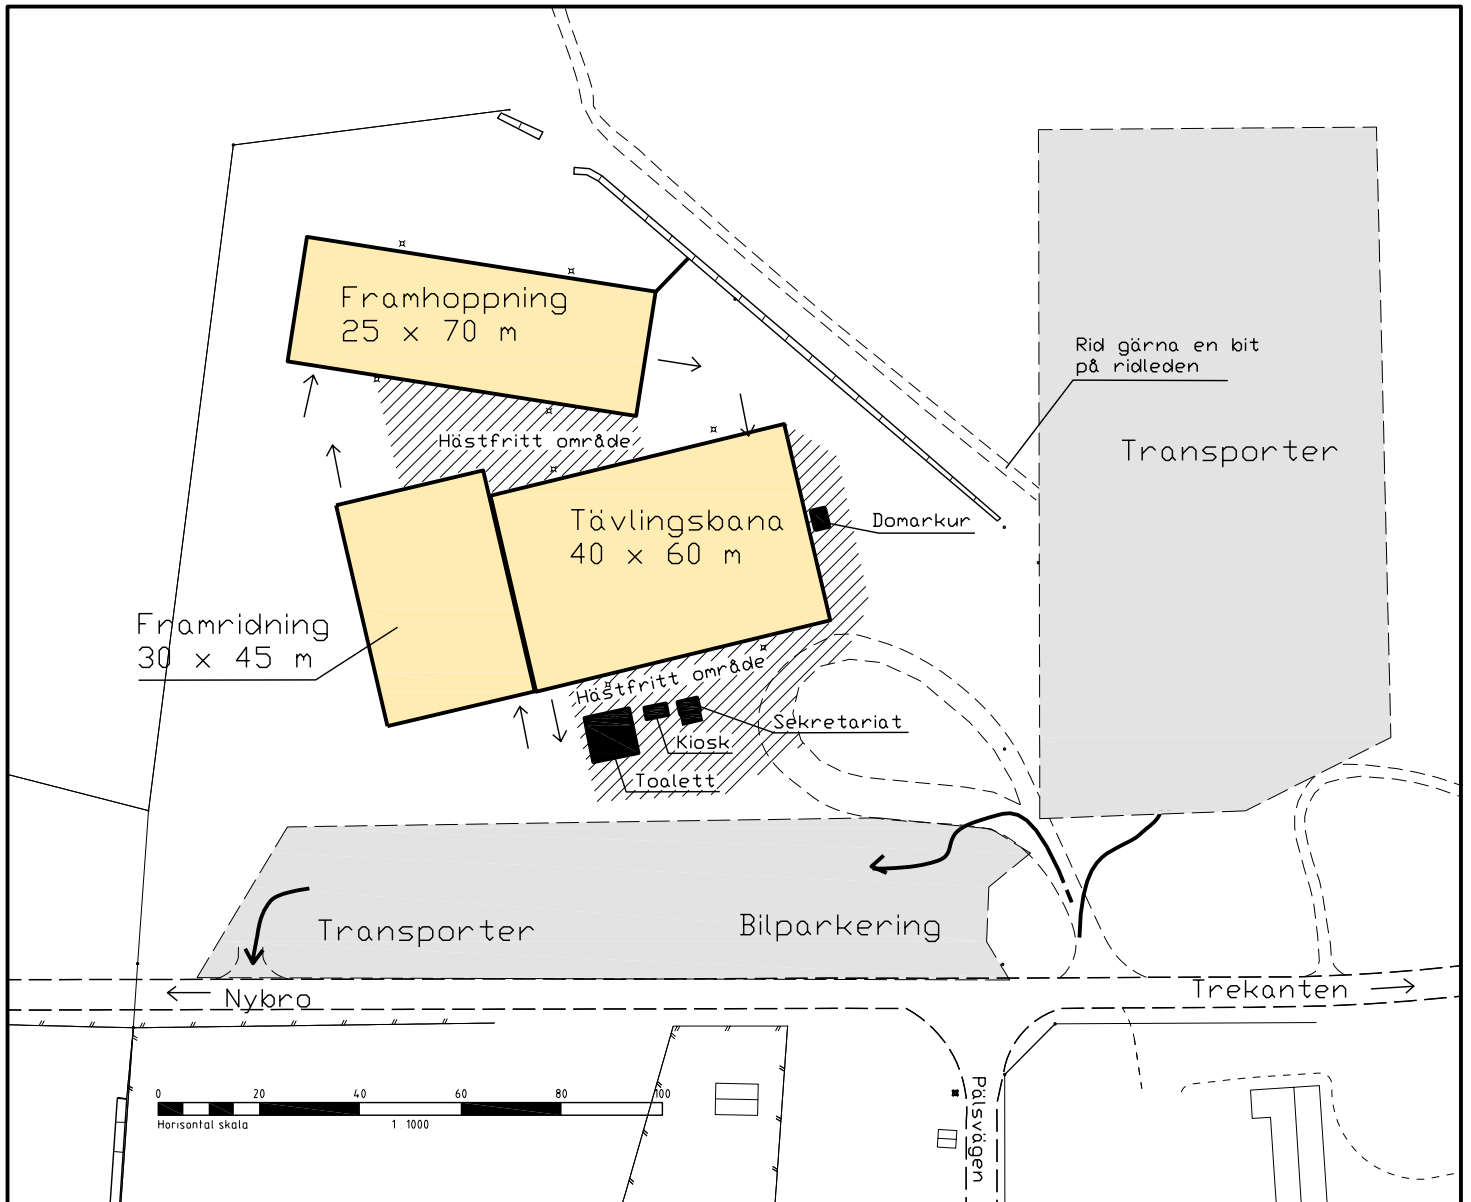 Framhoppning
25 x 70 m
Rid gärna en bit
på ridleden
Transporter
Hästfritt område
Tävlingsbana
40 x 60 m
Domarkur
Framridning
30 x 45 m
Hästfritt område
Sekretariat
Kiosk
Toalett
Transporter
Bilparkering
Nybro
Trekanten
Pälsvägen
0 20 40 60 80 100
Horisontal skala 1:1000